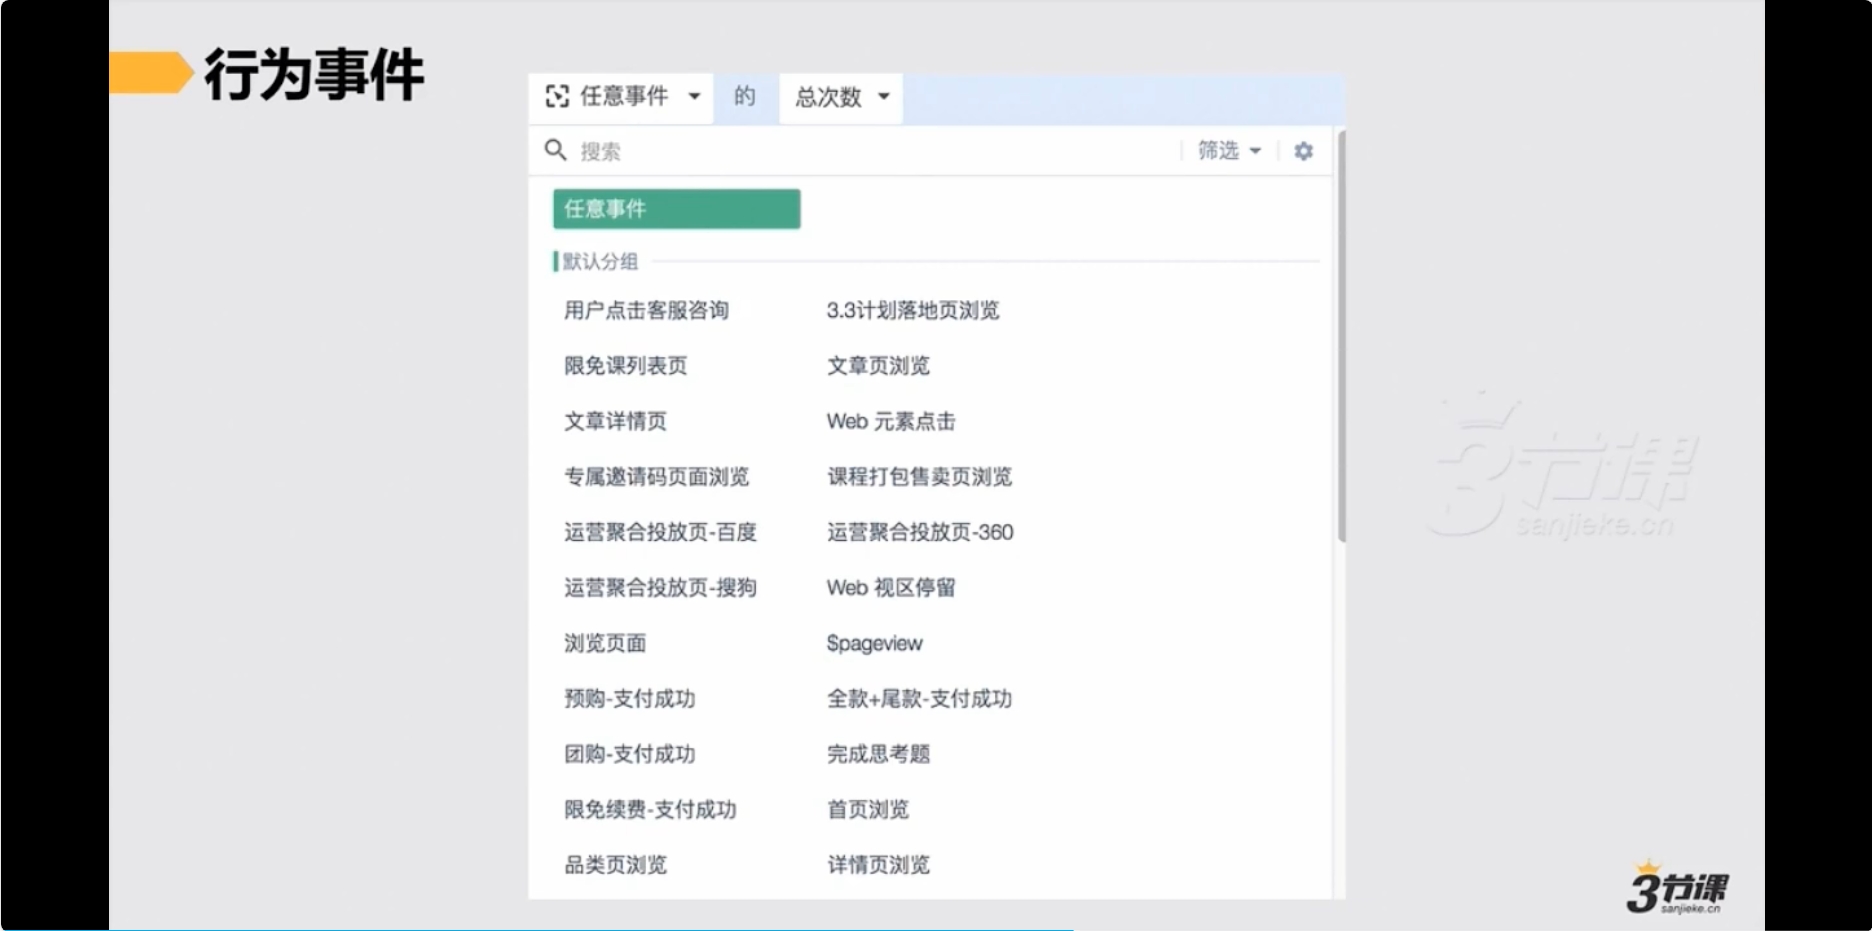 行为事件
任意事件 的 总次数
搜索 筛选
任意事件
默认分组
用户点击客服咨询 3.3计划落地页浏览
限免课列表页 文章页浏览
文章详情页 Web 元素点击
专属邀请码页面浏览 课程打包售卖页浏览
运营聚合投放页-百度 运营聚合投放页-360
运营聚合投放页-搜狗 Web 视区停留
浏览页面 $pageview
预购-支付成功 全款+尾款-支付成功
团购-支付成功 完成思考题
限免续费-支付成功 首页浏览
品类页浏览 详情页浏览
3节课
sanjieke.cn
3节课
sanjieke.cn